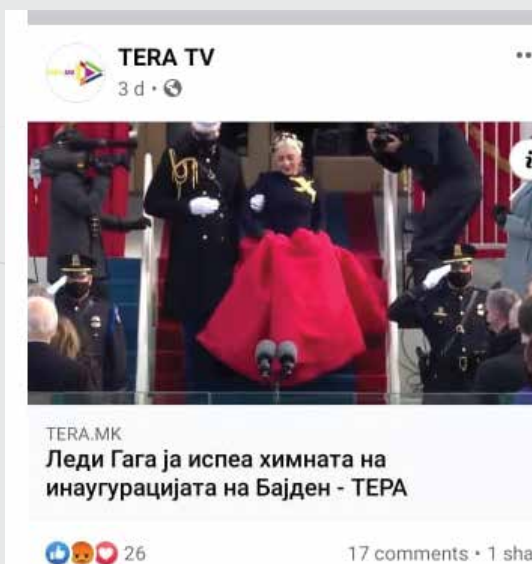 TERA TV
3 d
TERA.MK
Леди Гага ја испеа химната на
инаугурацијата на Бајден - ТЕРА
26
17 comments • 1 sha